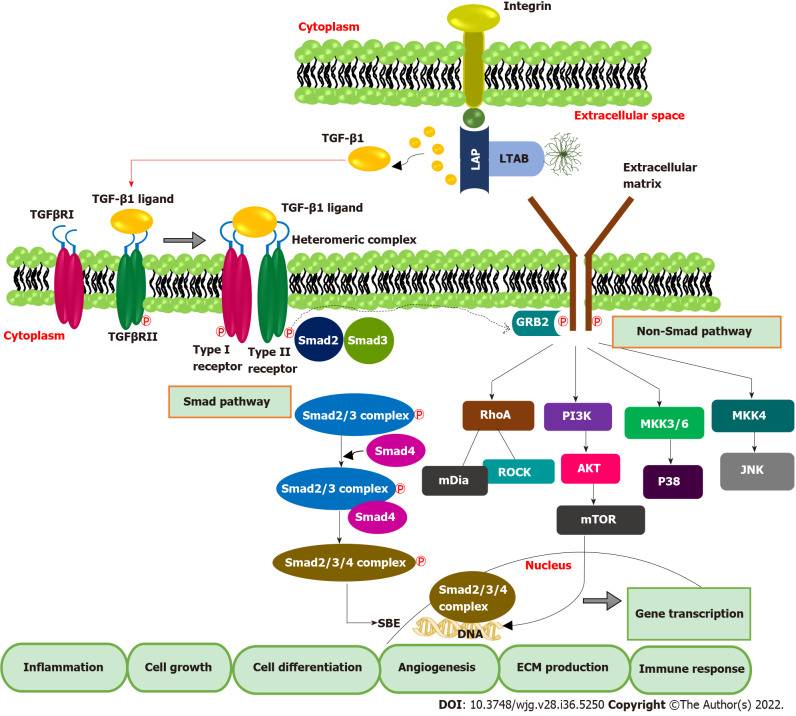 Integrin
Cytoplasm
Extracellular space
TGF-β1
LAP
LTAB
Extracellular
matrix
TGF-β1 ligand
TGFβRI
TGF-β1 ligand
Heteromeric complex
Cytoplasm
P
TGFβRII
P
Type I
receptor
P
Type II
receptor
Smad2
Smad3
GRB2
P
P
Non-Smad pathway
Smad pathway
Smad2/3 complex
P
Smad4
Smad2/3 complex
P
Smad4
Smad2/3/4 complex
P
RhoA
PI3K
MKK3/6
MKK4
mDia
ROCK
AKT
P38
JNK
mTOR
Nucleus
Smad2/3/4
complex
SBE
DNA
Gene transcription
Inflammation
Cell growth
Cell differentiation
Angiogenesis
ECM production
Immune response
DOI: 10.3748/wjg.v28.i36.5250 Copyright ©The Author(s) 2022.